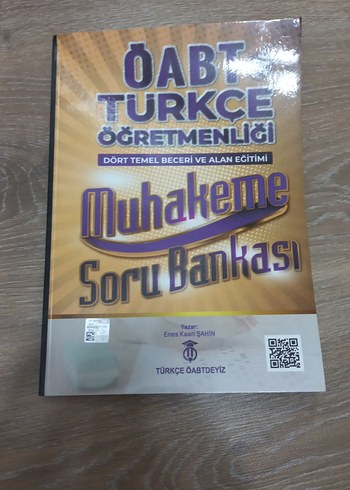 ÖABT
TÜRKÇE
ÖĞRETMENLİĞİ
DÖRT TEMEL BECERİ VE ALAN EĞİTİMİ
Muhakeme
Soru Bankası
Yazar:
Enes Kaan ŞAHİN
TÜRKÇE ÖABTDEYİZ